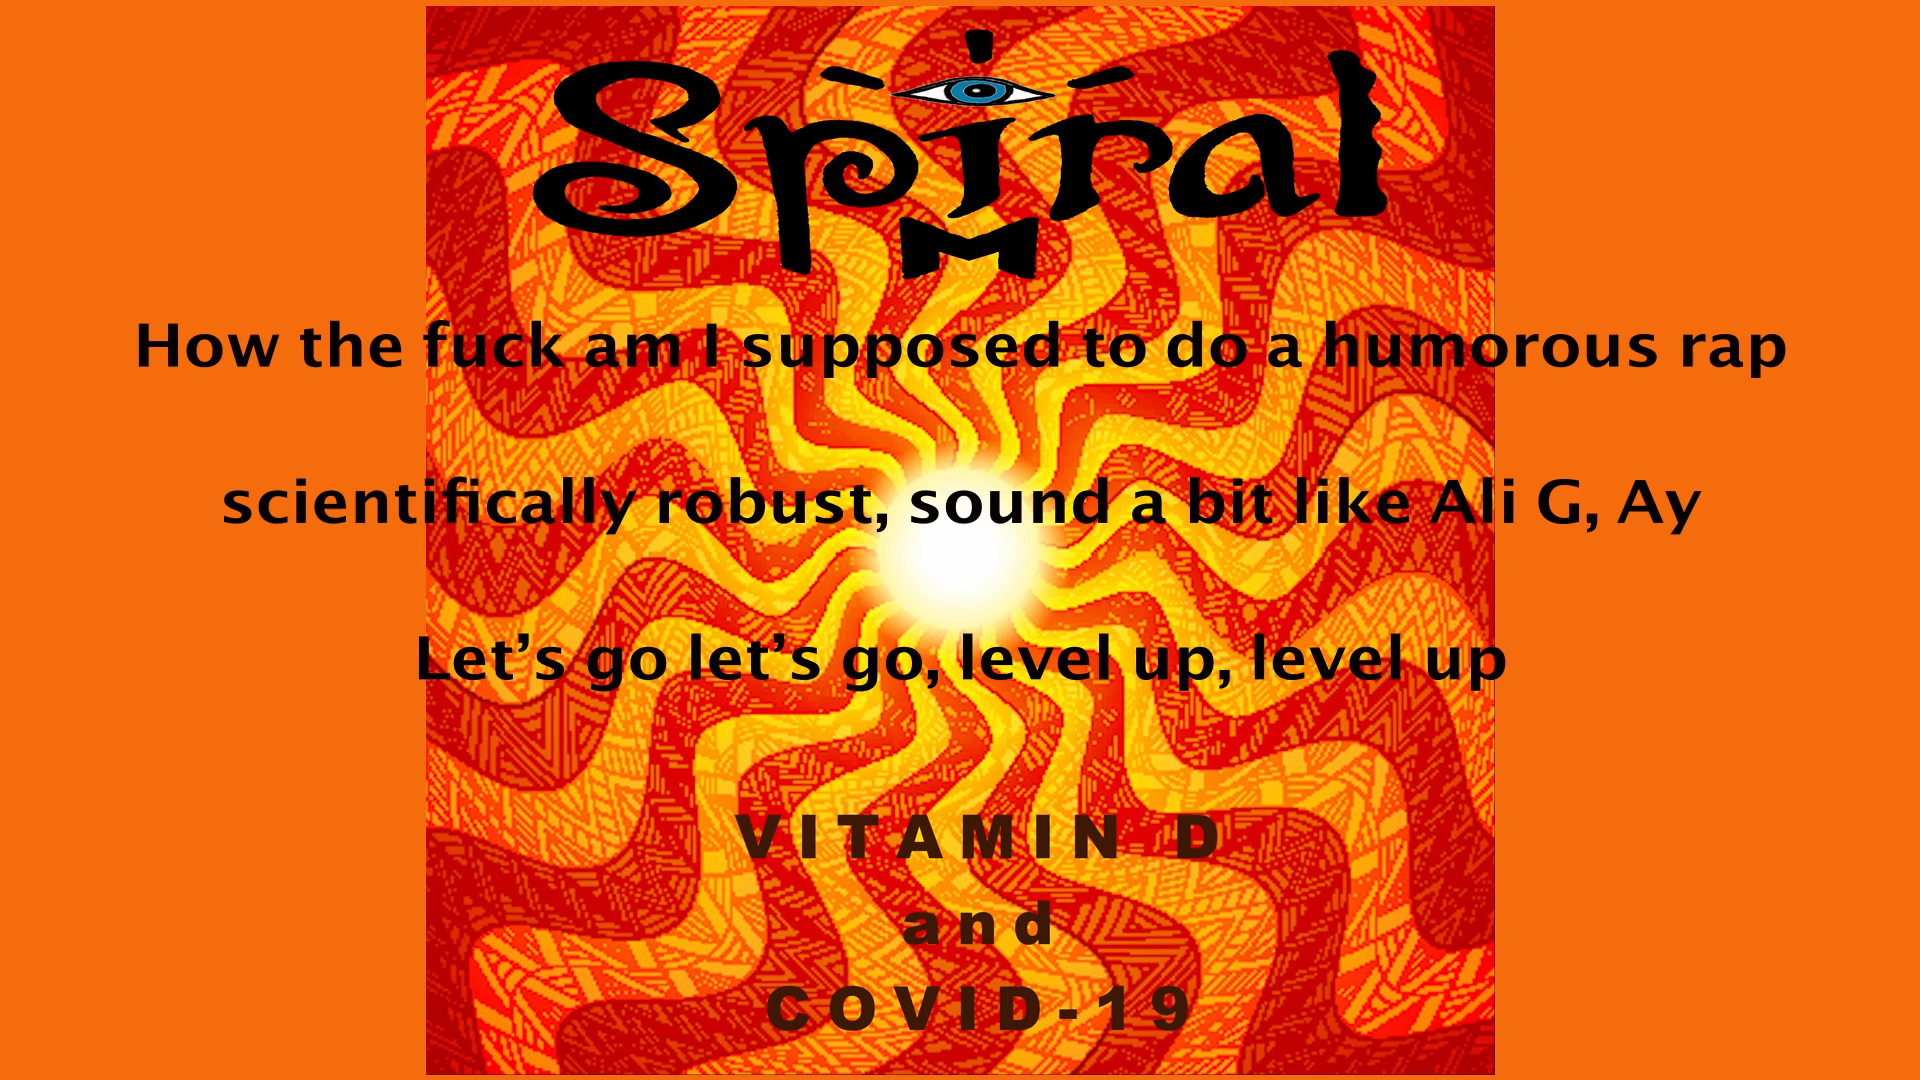 Spiral
M
How the fuck am I supposed to do a humorous rap
scientifically robust, sound a bit like Ali G, Ay
Let’s go let’s go, level up, level up
VITAMIN D
and
COVID-19